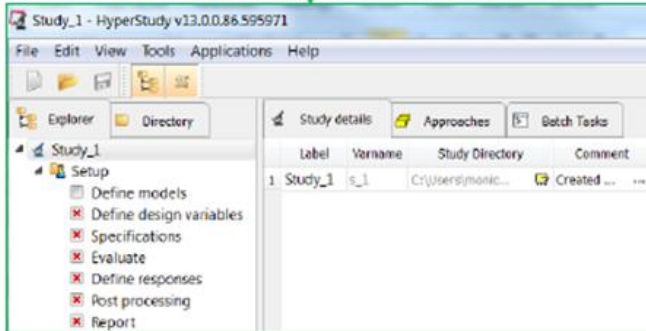 Study_1 - HyperStudy v13.0.0.86.595971
File Edit View Tools Applications Help
Explorer Directory
Study details Approaches Batch Tasks
Study_1
Setup
Define models
Define design variables
Specifications
Evaluate
Define responses
Post processing
Report
Label Varname Study Directory Comment
1 Study_1 s_1 C:\Users\monic... Created ... ...